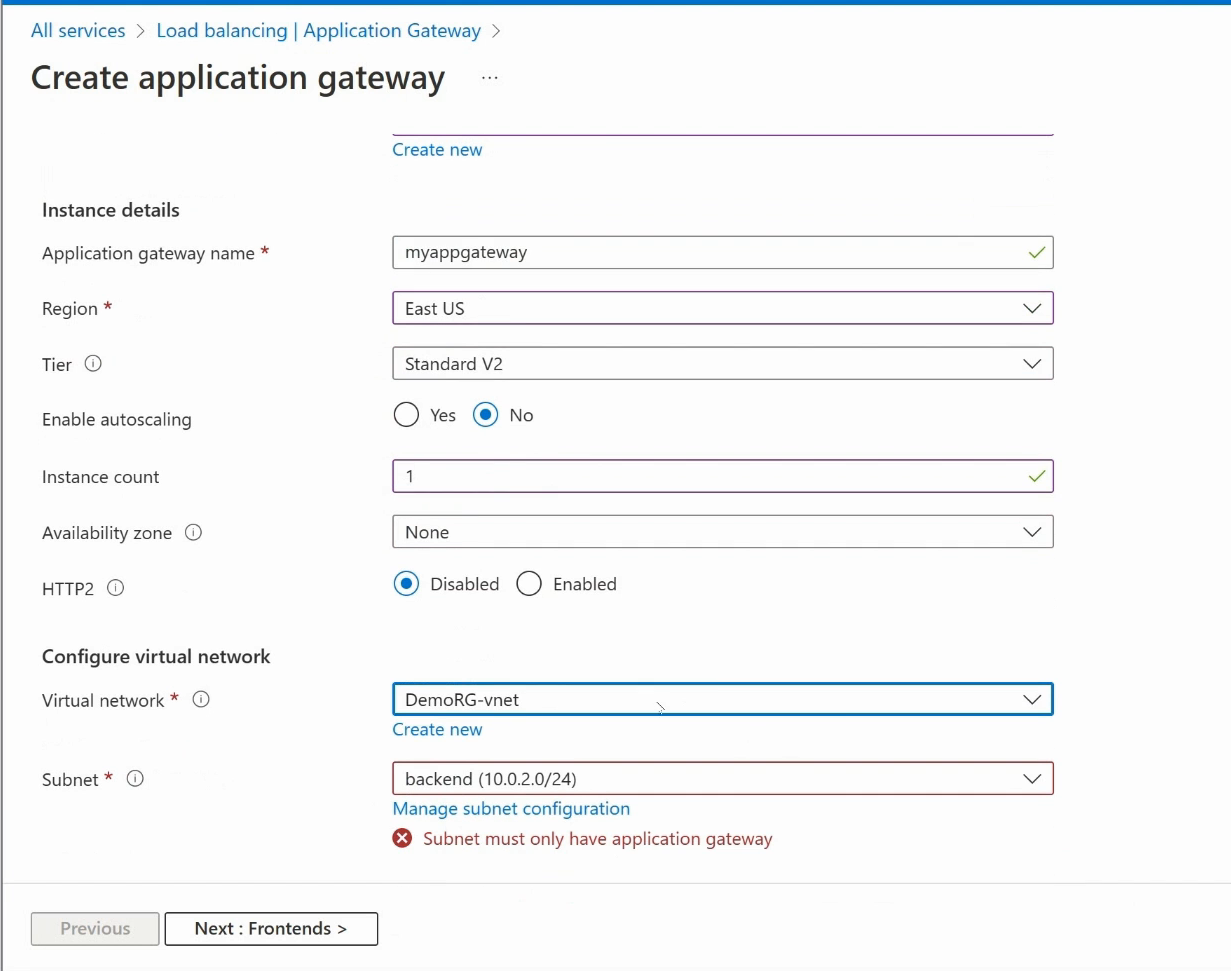 All services > Load balancing | Application Gateway >
Create application gateway ...
Create new
Instance details
Application gateway name * myappgateway
Region * East US
Tier Standard V2
Enable autoscaling Yes No
Instance count 1
Availability zone None
HTTP2 Disabled Enabled
Configure virtual network
Virtual network * DemoRG-vnet
Create new
Subnet * backend (10.0.2.0/24)
Manage subnet configuration
Subnet must only have application gateway
Previous Next : Frontends >